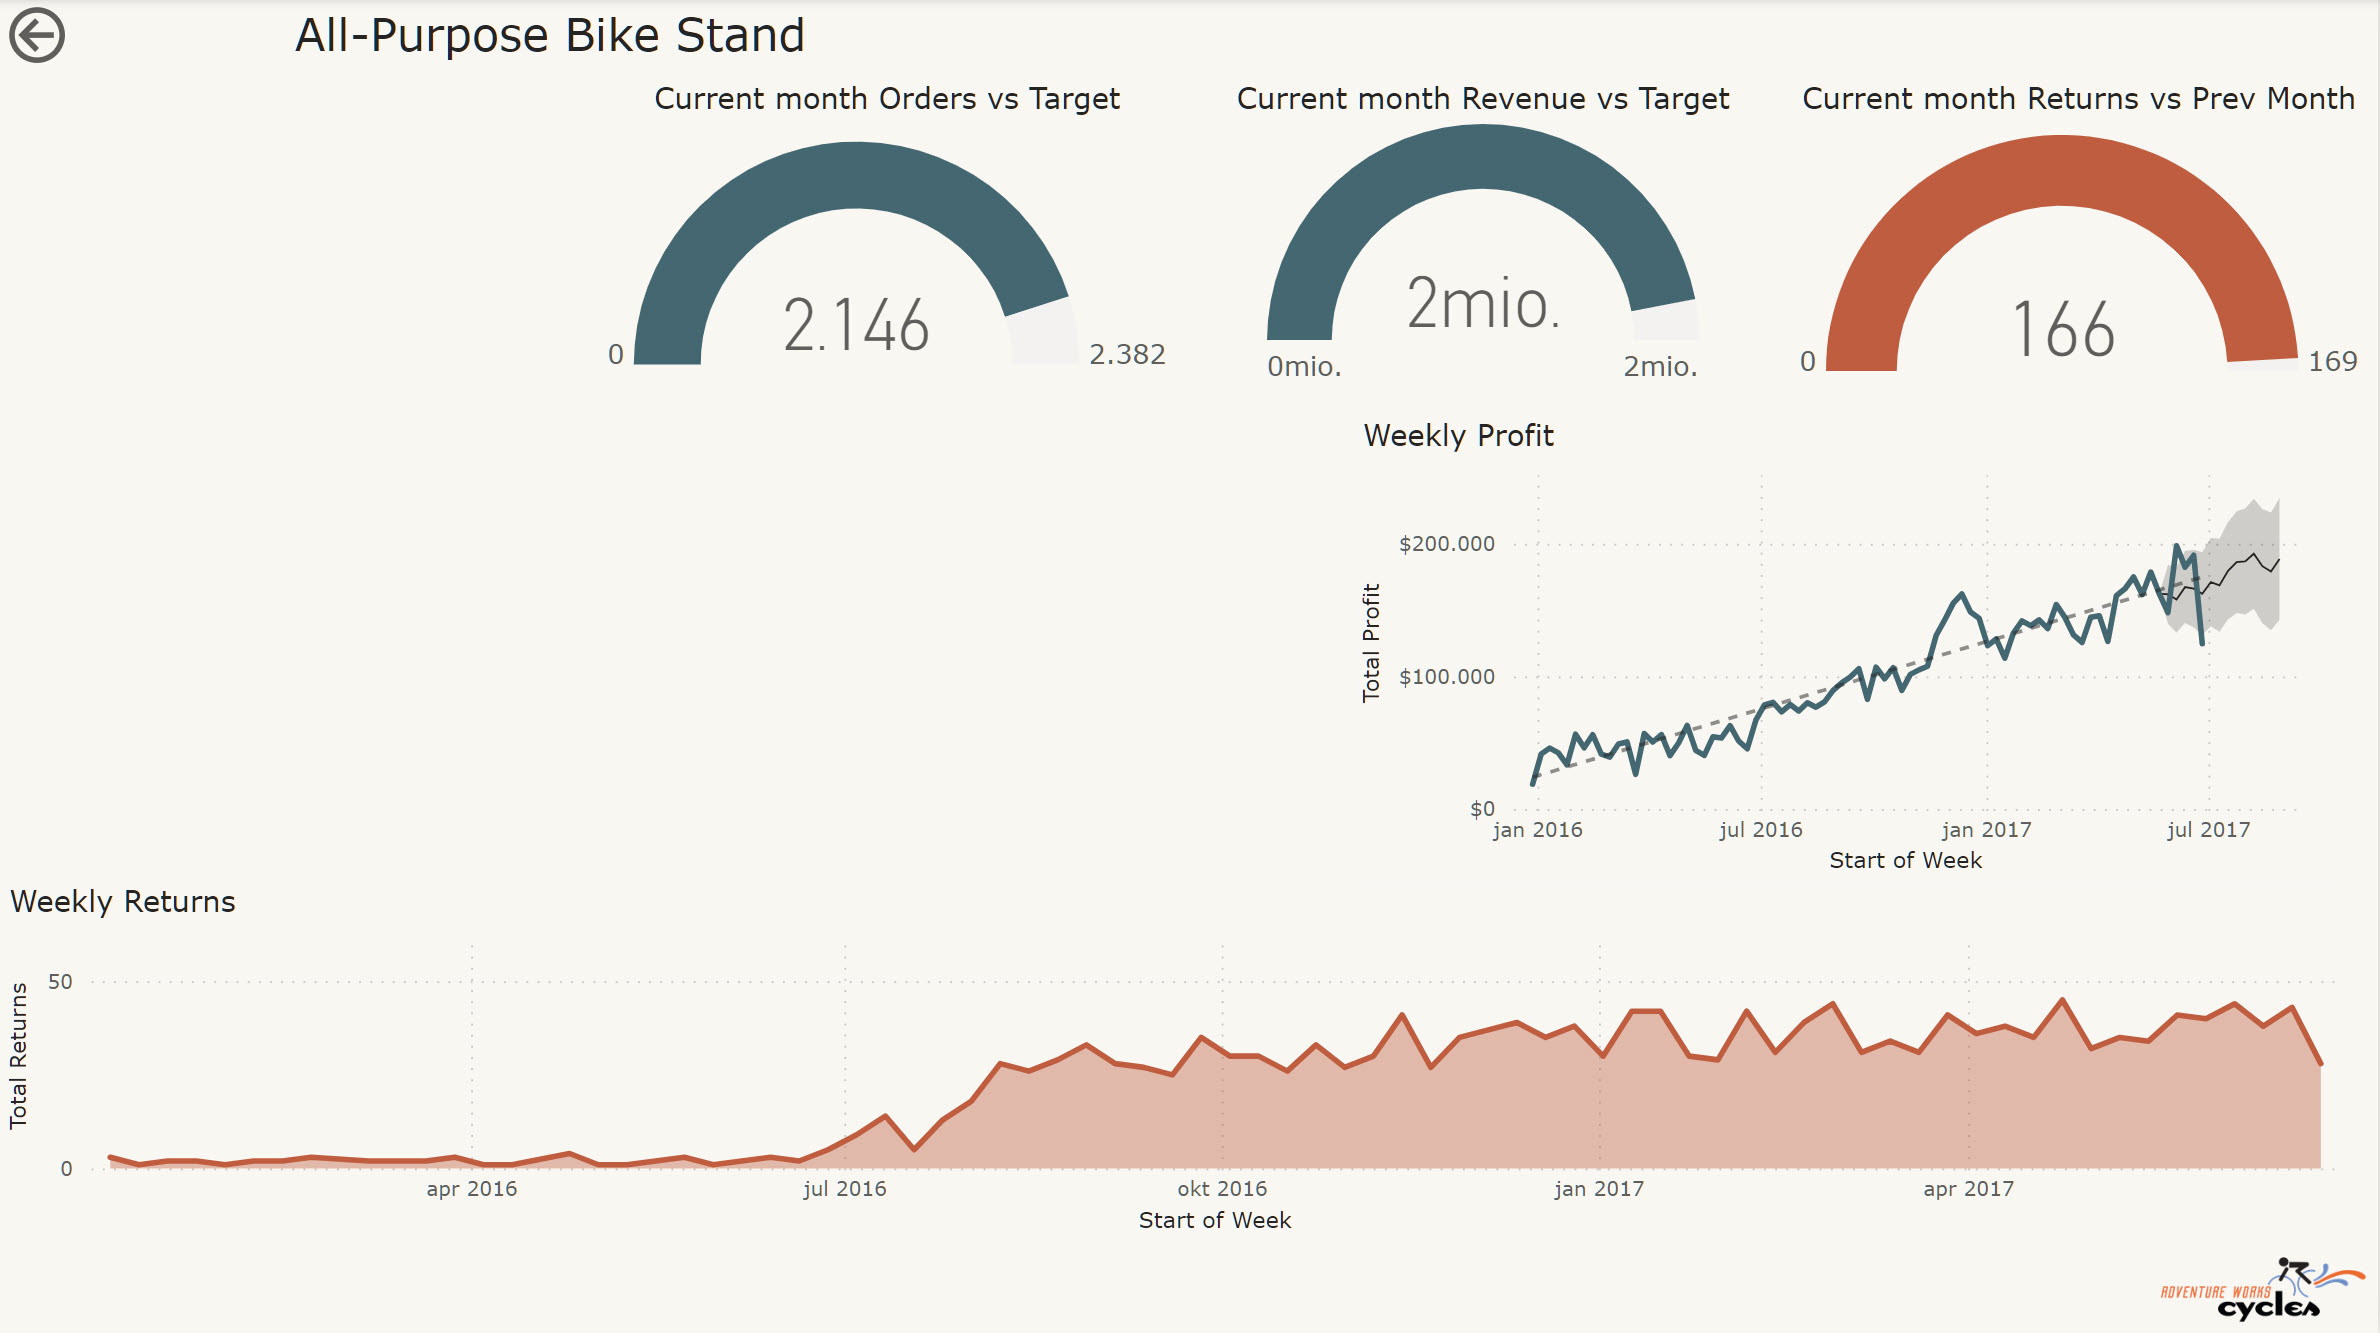 All-Purpose Bike Stand
Current month Orders vs Target
Current month Revenue vs Target
Current month Returns vs Prev Month
2.146
0
2.382
2mio.
0mio.
2mio.
166
0
169
Weekly Profit
Total Profit
$200.000
$100.000
$0
jan 2016
jul 2016
jan 2017
jul 2017
Start of Week
Weekly Returns
Total Returns
50
0
apr 2016
jul 2016
okt 2016
jan 2017
apr 2017
Start of Week
ADVENTURE WORKS
cycles